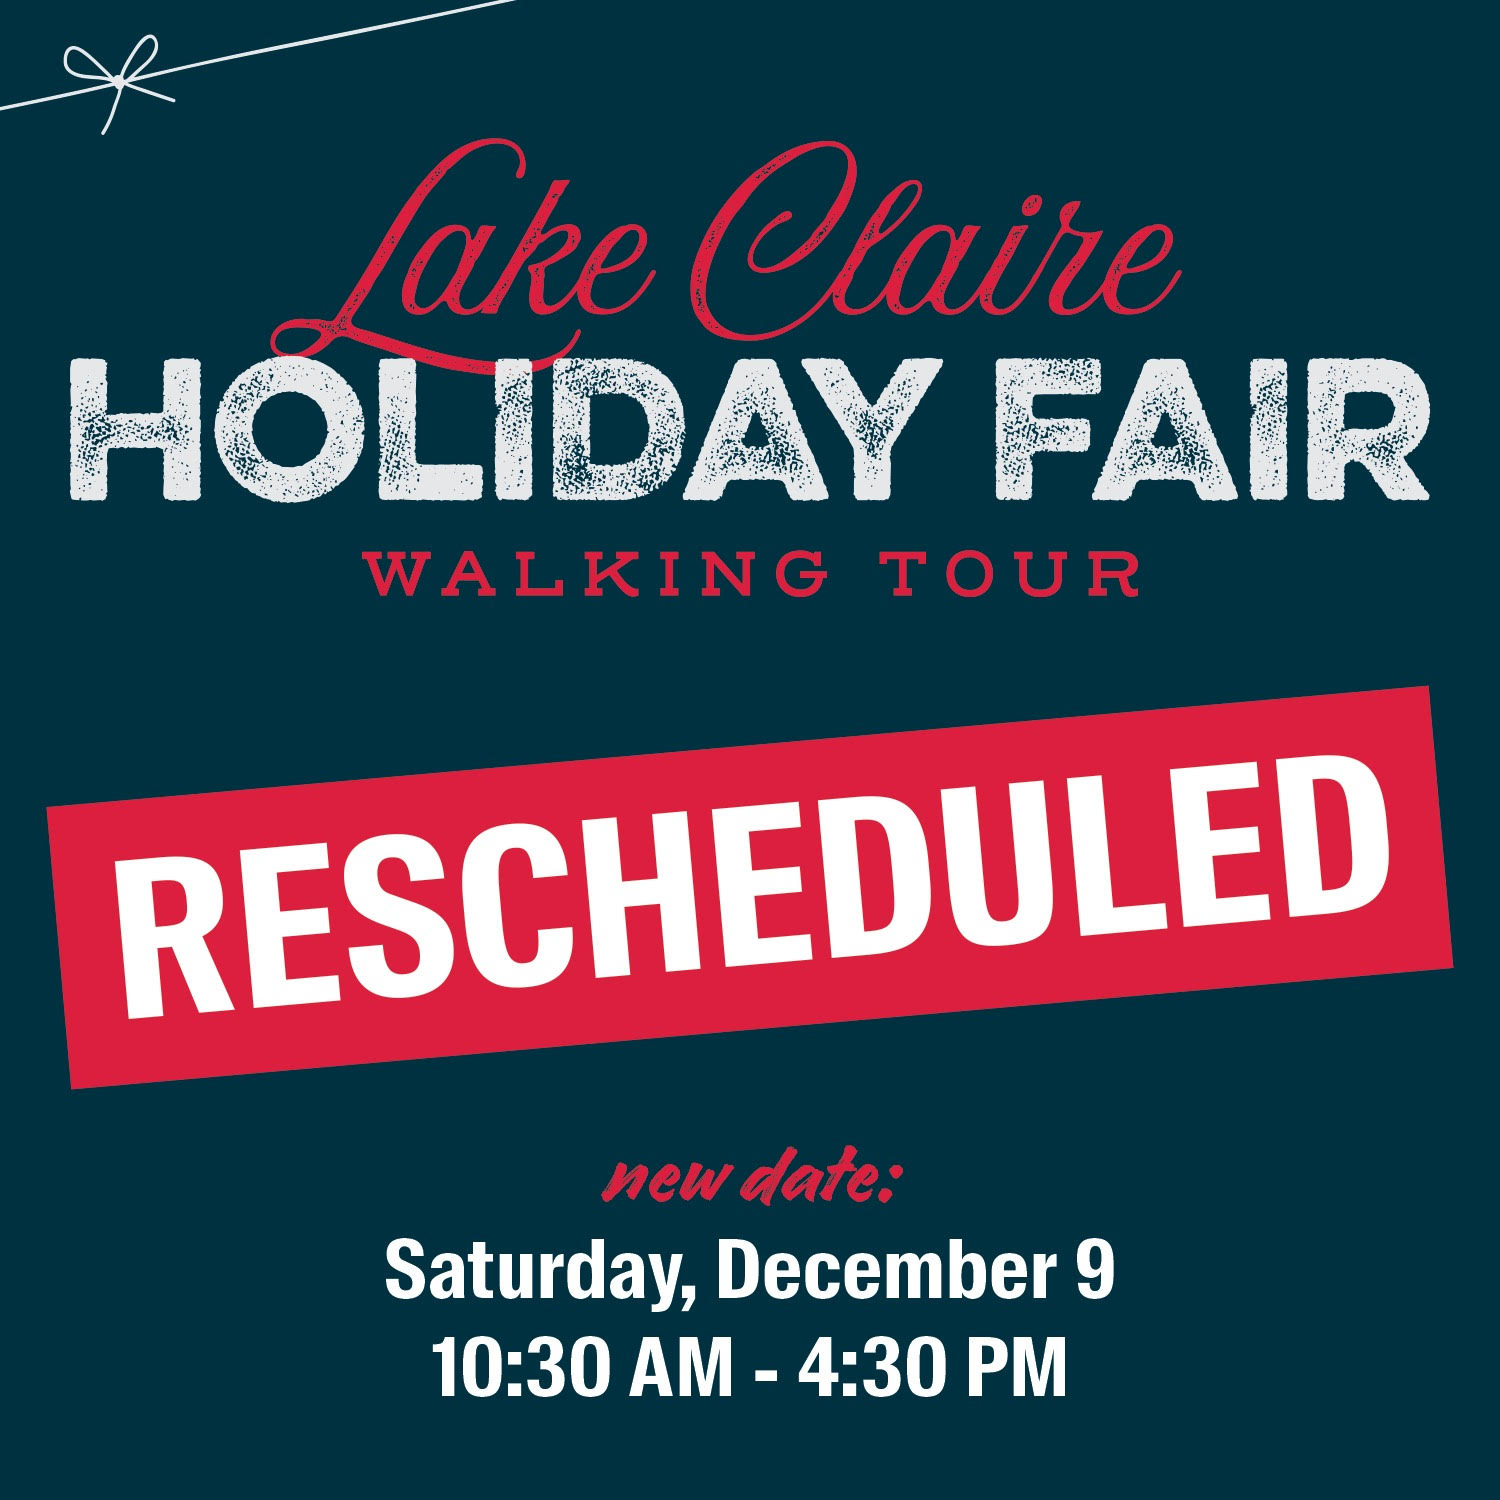 Lake Claire
HOLIDAY FAIR
WALKING TOUR
RESCHEDULED
new date:
Saturday, December 9
10:30 AM - 4:30 PM